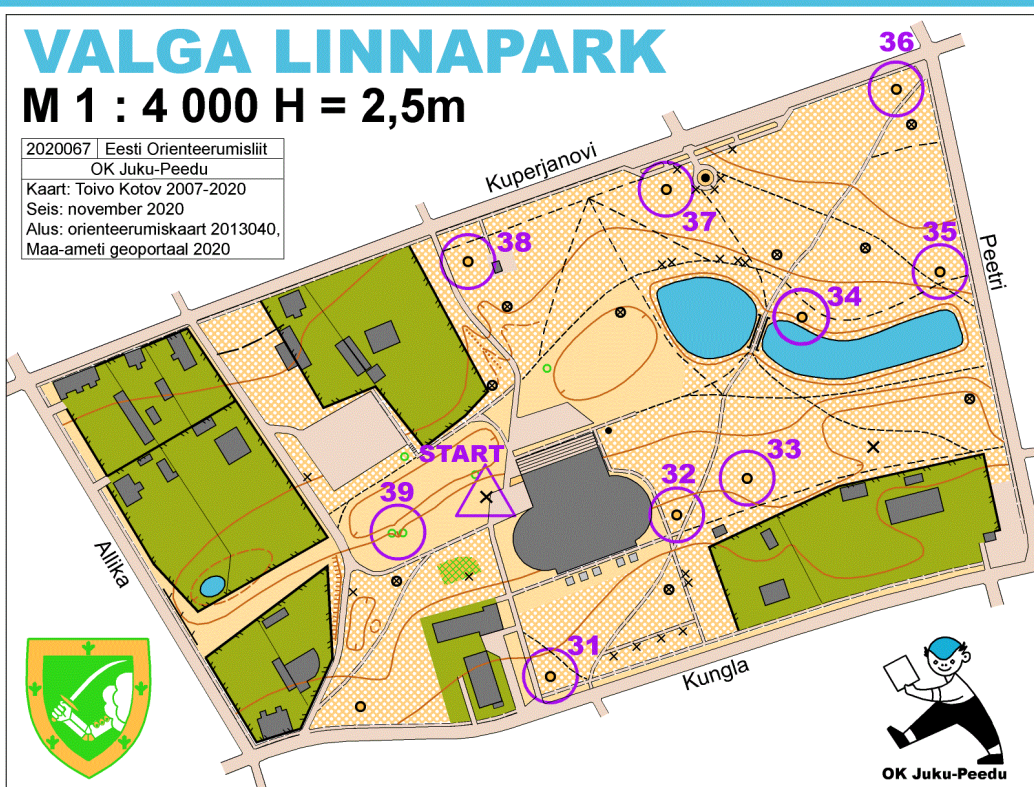 VALGA LINNAPARK
M 1 : 4 000 H = 2,5m
2020067 Eesti Orienteerumisliit
OK Juku-Peedu
Kaart: Toivo Kotov 2007-2020
Seis: november 2020
Alus: orienteerumiskaart 2013040,
Maa-ameti geoportaal 2020
36
Kuperjanovi
37
38
35
Peetri
34
START
33
32
39
Allika
31
Kungla
OK Juku-Peedu